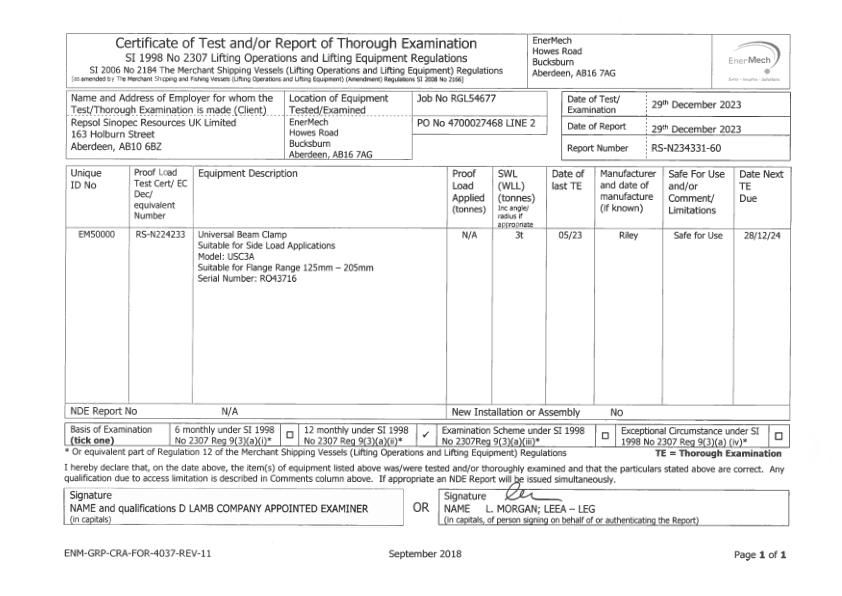 Certificate of Test and/or Report of Thorough Examination
SI 1998 No 2307 Lifting Operations and Lifting Equipment Regulations
SI 2006 No 2184 The Merchant Shipping Vessels (Lifting Operations and Lifting Equipment) Regulations
[as amended by The Merchant Shipping and Fishing Vessels (Lifting Operations and Lifting Equipment) (Amendment) Regulations SI 2008 No 2166]
EnerMech
Howes Road
Bucksburn
Aberdeen, AB16 7AG
EnerMech
Name and Address of Employer for whom the
Test/Thorough Examination is made (Client)
Repsol Sinopec Resources UK Limited
163 Holburn Street
Aberdeen, AB10 6BZ
Location of Equipment
Tested/Examined
EnerMech
Howes Road
Bucksburn
Aberdeen, AB16 7AG
Job No RGL54677
PO No 4700027468 LINE 2
Date of Test/
Examination
29th December 2023
Date of Report
29th December 2023
Report Number
RS-N234331-60
Unique
ID No
Proof Load
Test Cert/ EC
Dec/
equivalent
Number
Equipment Description
Proof
Load
Applied
(tonnes)
SWL
(WLL)
(tonnes)
Inc angle/
radius if
appropriate
Date of
last TE
Manufacturer
and date of
manufacture
(if known)
Safe For Use
and/or
Comment/
Limitations
Date Next
TE
Due
EM50000
RS-N224233
Universal Beam Clamp
Suitable for Side Load Applications
Model: USC3A
Suitable for Flange Range 125mm – 205mm
Serial Number: RO43716
N/A
3t
05/23
Riley
Safe for Use
28/12/24
NDE Report No N/A
New Installation or Assembly No
Basis of Examination
(tick one)
6 monthly under SI 1998
No 2307 Reg 9(3)(a)(i)*
12 monthly under SI 1998
No 2307 Reg 9(3)(a)(ii)*
✓
Examination Scheme under SI 1998
No 2307Reg 9(3)(a)(iii)*
Exceptional Circumstance under SI
1998 No 2307 Reg 9(3)(a) (iv)*
* Or equivalent part of Regulation 12 of the Merchant Shipping Vessels (Lifting Operations and Lifting Equipment) Regulations
TE = Thorough Examination
I hereby declare that, on the date above, the item(s) of equipment listed above was/were tested and/or thoroughly examined and that the particulars stated above are correct. Any
qualification due to access limitation is described in Comments column above. If appropriate an NDE Report will be issued simultaneously.
Signature
NAME and qualifications D LAMB COMPANY APPOINTED EXAMINER
(in capitals)
OR
Signature
NAME L. MORGAN; LEEA – LEG
(in capitals, of person signing on behalf of or authenticating the Report)
ENM-GRP-CRA-FOR-4037-REV-11
September 2018
Page 1 of 1